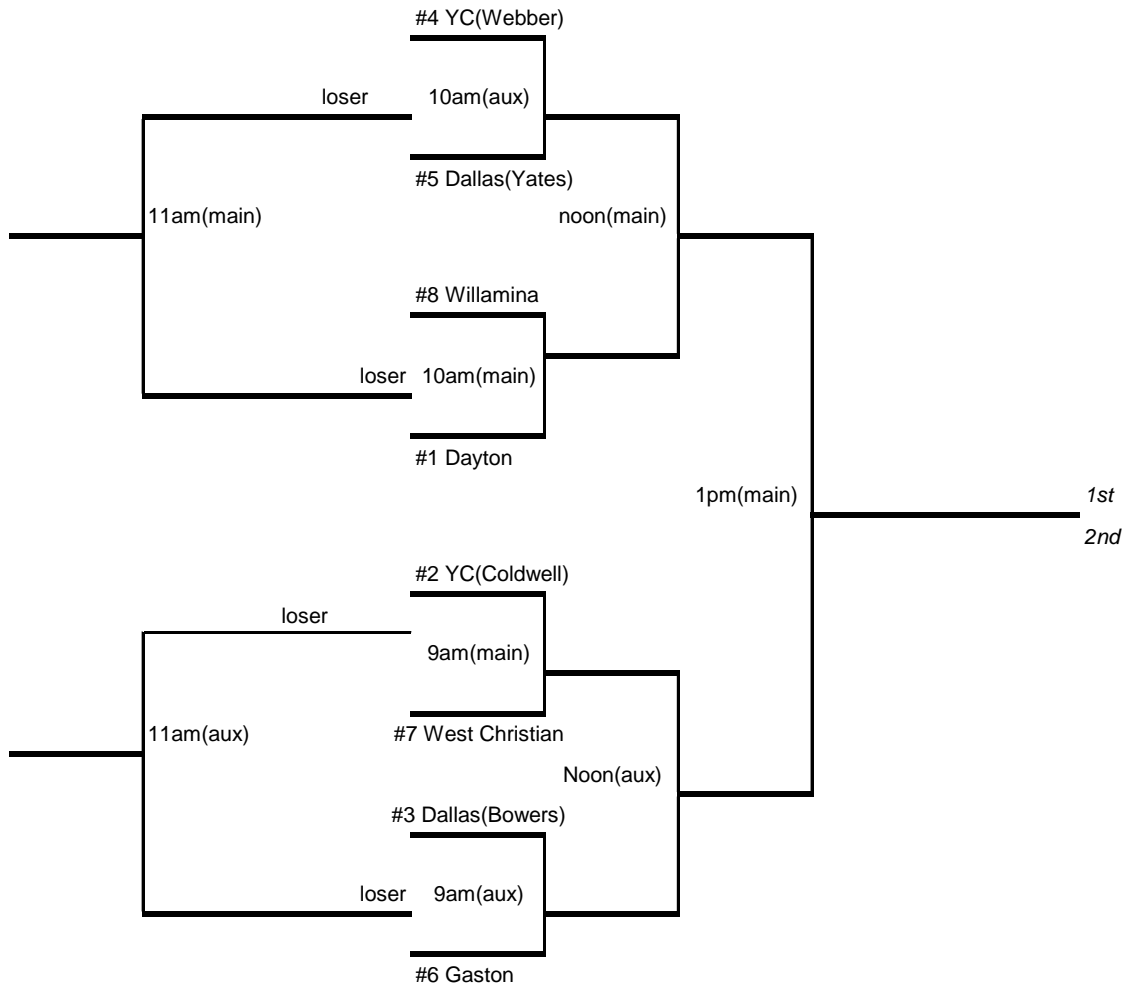 #4 YC(Webber)
loser
10am(aux)
#5 Dallas(Yates)
11am(main)
noon(main)
#8 Willamina
loser
10am(main)
#1 Dayton
1pm(main)
1st
2nd
#2 YC(Coldwell)
loser
9am(main)
#7 West Christian
11am(aux)
Noon(aux)
#3 Dallas(Bowers)
loser
9am(aux)
#6 Gaston